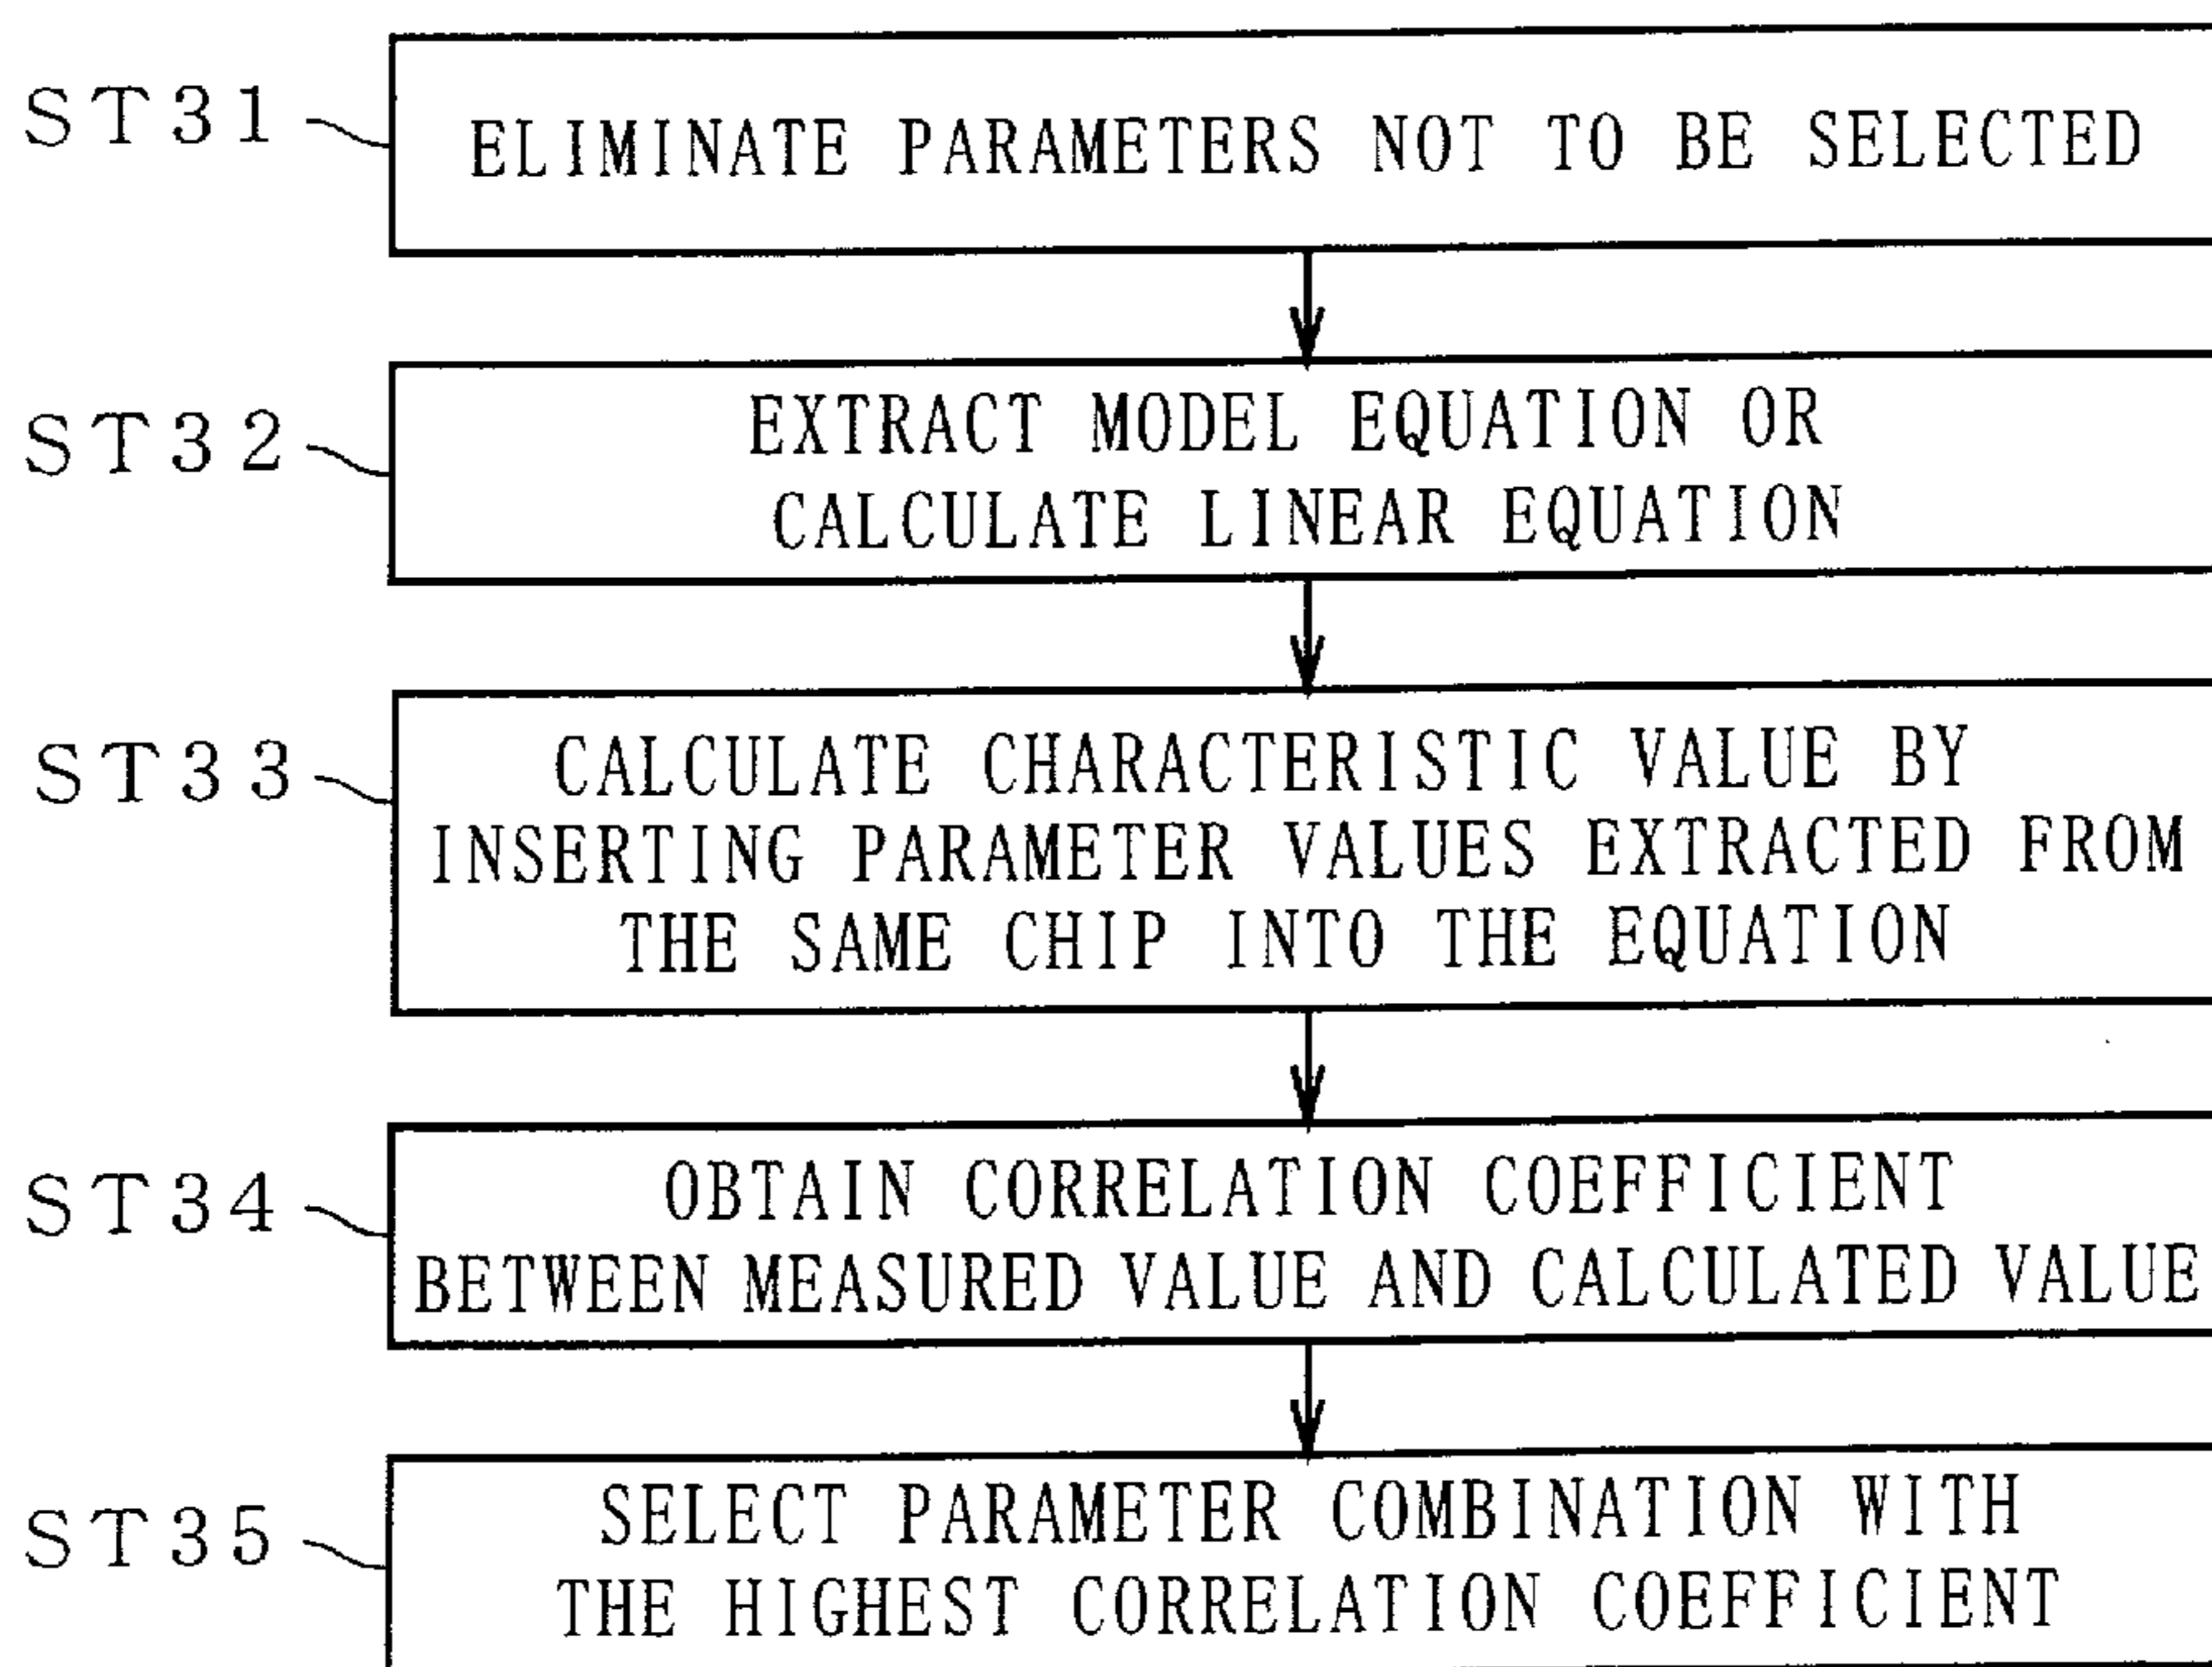 ST31
ELIMINATE PARAMETERS NOT TO BE SELECTED
ST32
EXTRACT MODEL EQUATION OR
CALCULATE LINEAR EQUATION
ST33
CALCULATE CHARACTERISTIC VALUE BY
INSERTING PARAMETER VALUES EXTRACTED FROM
THE SAME CHIP INTO THE EQUATION
ST34
OBTAIN CORRELATION COEFFICIENT
BETWEEN MEASURED VALUE AND CALCULATED VALUE
ST35
SELECT PARAMETER COMBINATION WITH
THE HIGHEST CORRELATION COEFFICIENT